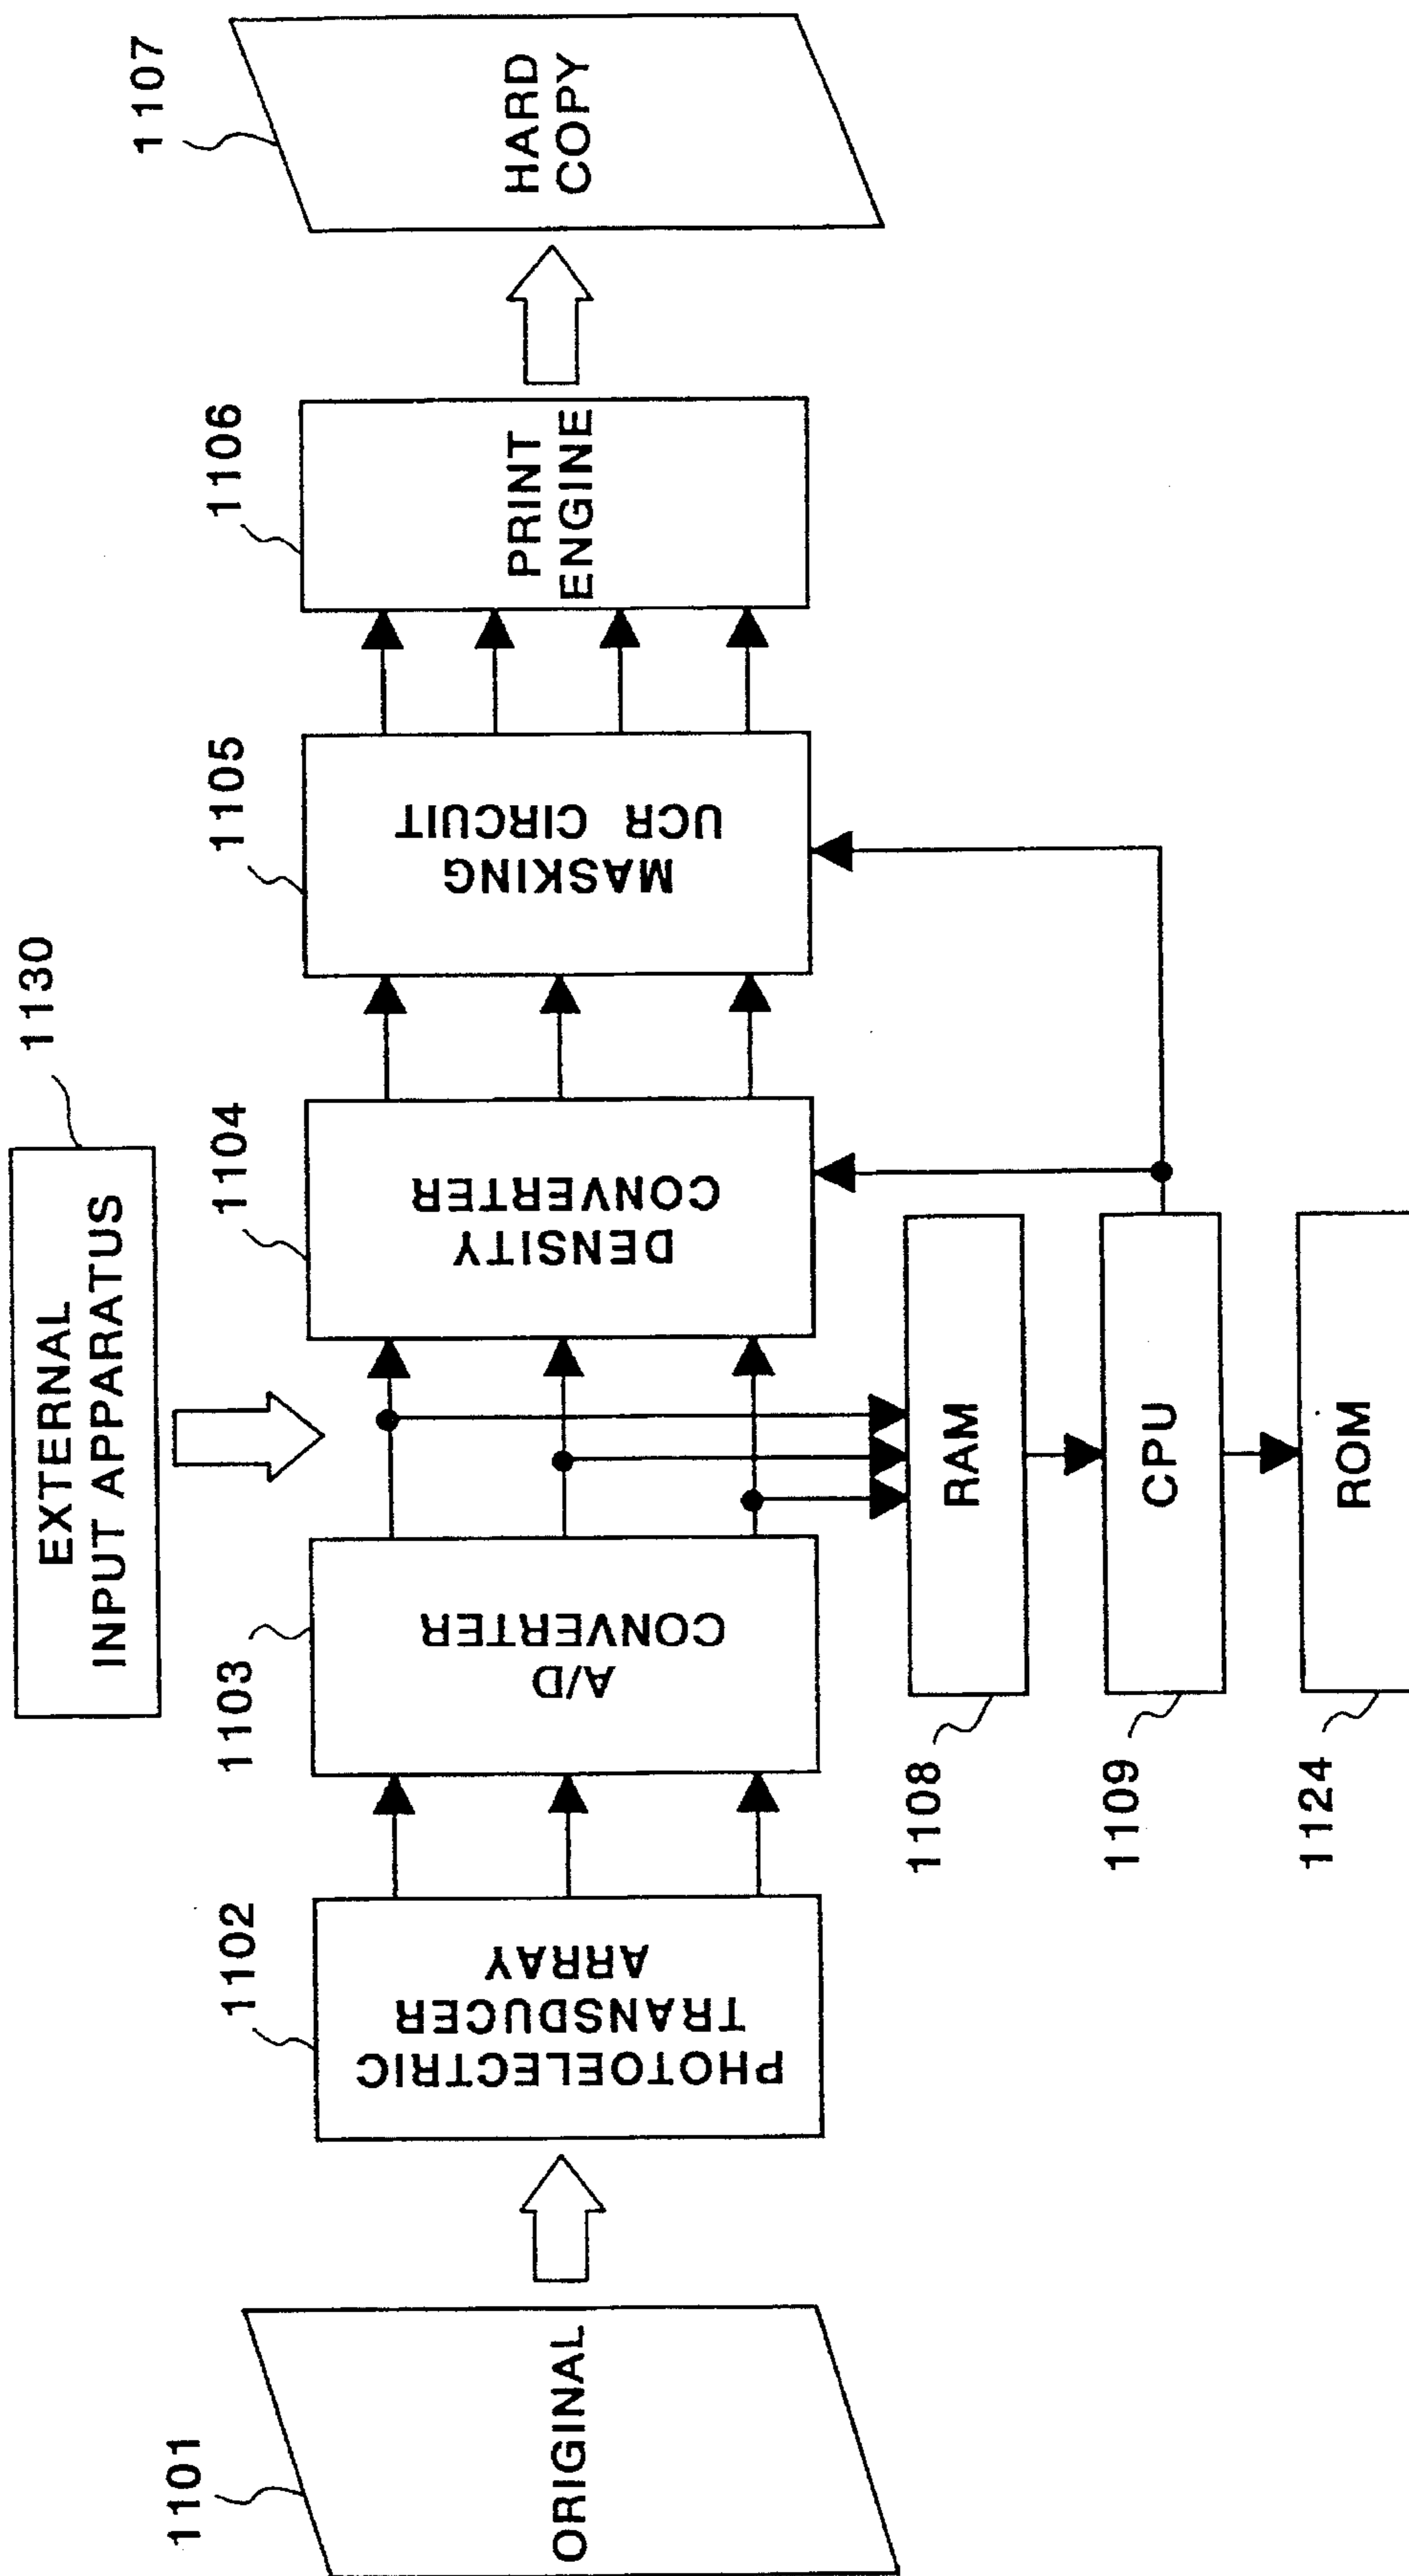 1130
EXTERNAL
INPUT APPARATUS
1101
ORIGINAL
1102
PHOTOELECTRIC
TRANSDUCER
ARRAY
1103
A/D
CONVERTER
1104
DENSITY
CONVERTER
1105
MASKING
UCR CIRCUIT
1106
PRINT
ENGINE
1107
HARD
COPY
1108
RAM
1109
CPU
1124
ROM